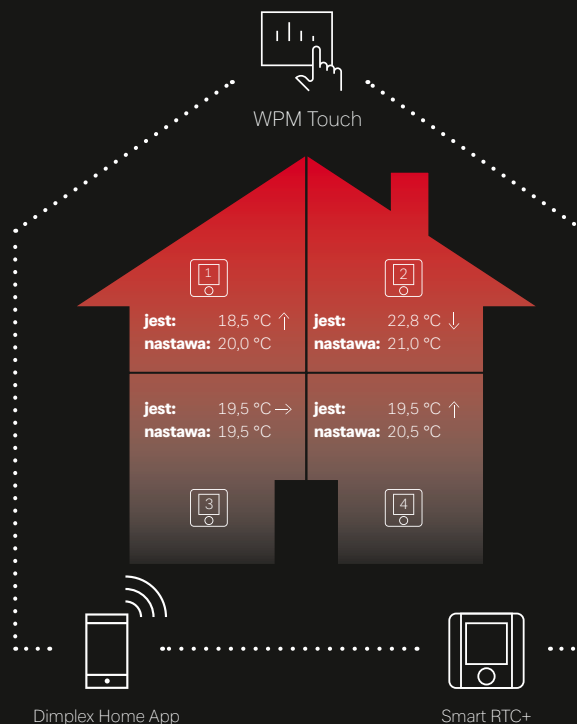 WPM Touch
1
2
jest: 18,5 °C ↑
nastawa: 20,0 °C
jest: 22,8 °C ↓
nastawa: 21,0 °C
jest: 19,5 °C →
nastawa: 19,5 °C
jest: 19,5 °C ↑
nastawa: 20,5 °C
3
4
Dimplex Home App
Smart RTC+